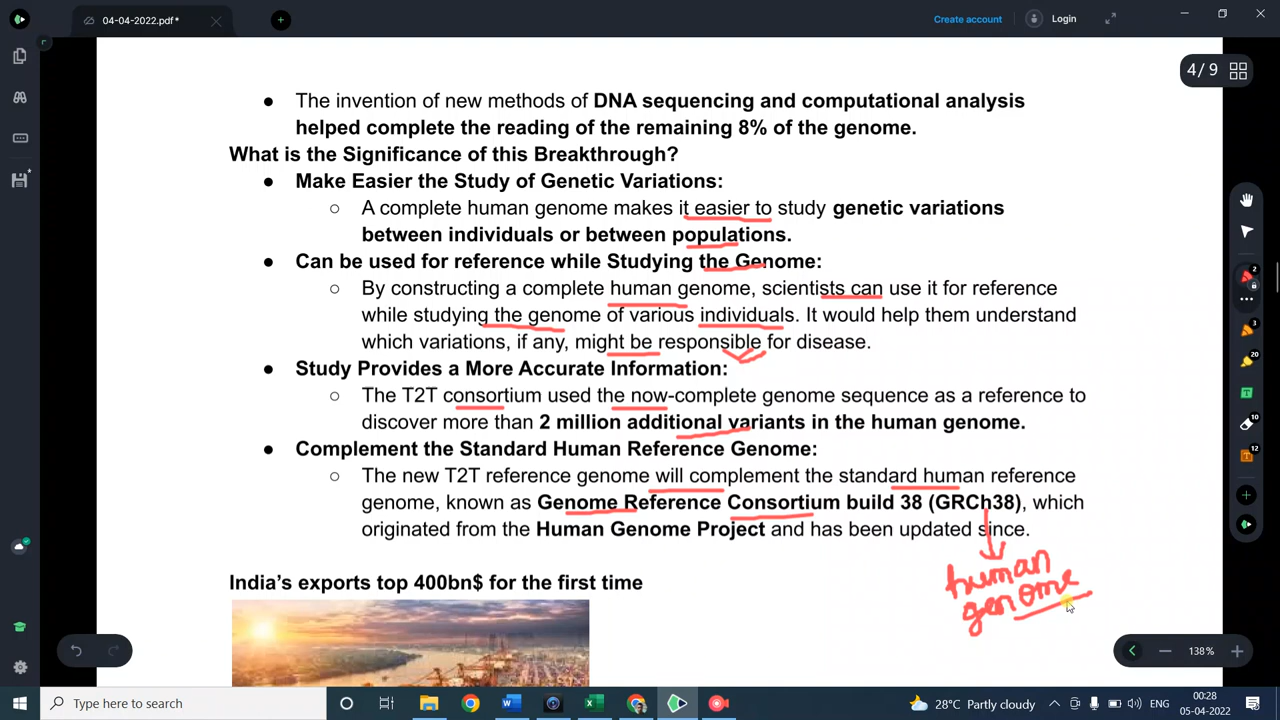 04-04-2022.pdf*
Create account
Login
4/ 9
● The invention of new methods of DNA sequencing and computational analysis
helped complete the reading of the remaining 8% of the genome.
What is the Significance of this Breakthrough?
● Make Easier the Study of Genetic Variations:
○ A complete human genome makes it easier to study genetic variations
between individuals or between populations.
● Can be used for reference while Studying the Genome:
○ By constructing a complete human genome, scientists can use it for reference
while studying the genome of various individuals. It would help them understand
which variations, if any, might be responsible for disease.
● Study Provides a More Accurate Information:
○ The T2T consortium used the now-complete genome sequence as a reference to
discover more than 2 million additional variants in the human genome.
● Complement the Standard Human Reference Genome:
○ The new T2T reference genome will complement the standard human reference
genome, known as Genome Reference Consortium build 38 (GRCh38), which
originated from the Human Genome Project and has been updated since.
human
genome
India's exports top 400bn$ for the first time
2
3
20
10
12
138%
Type here to search
28°C Partly cloudy
00:28
05-04-2022